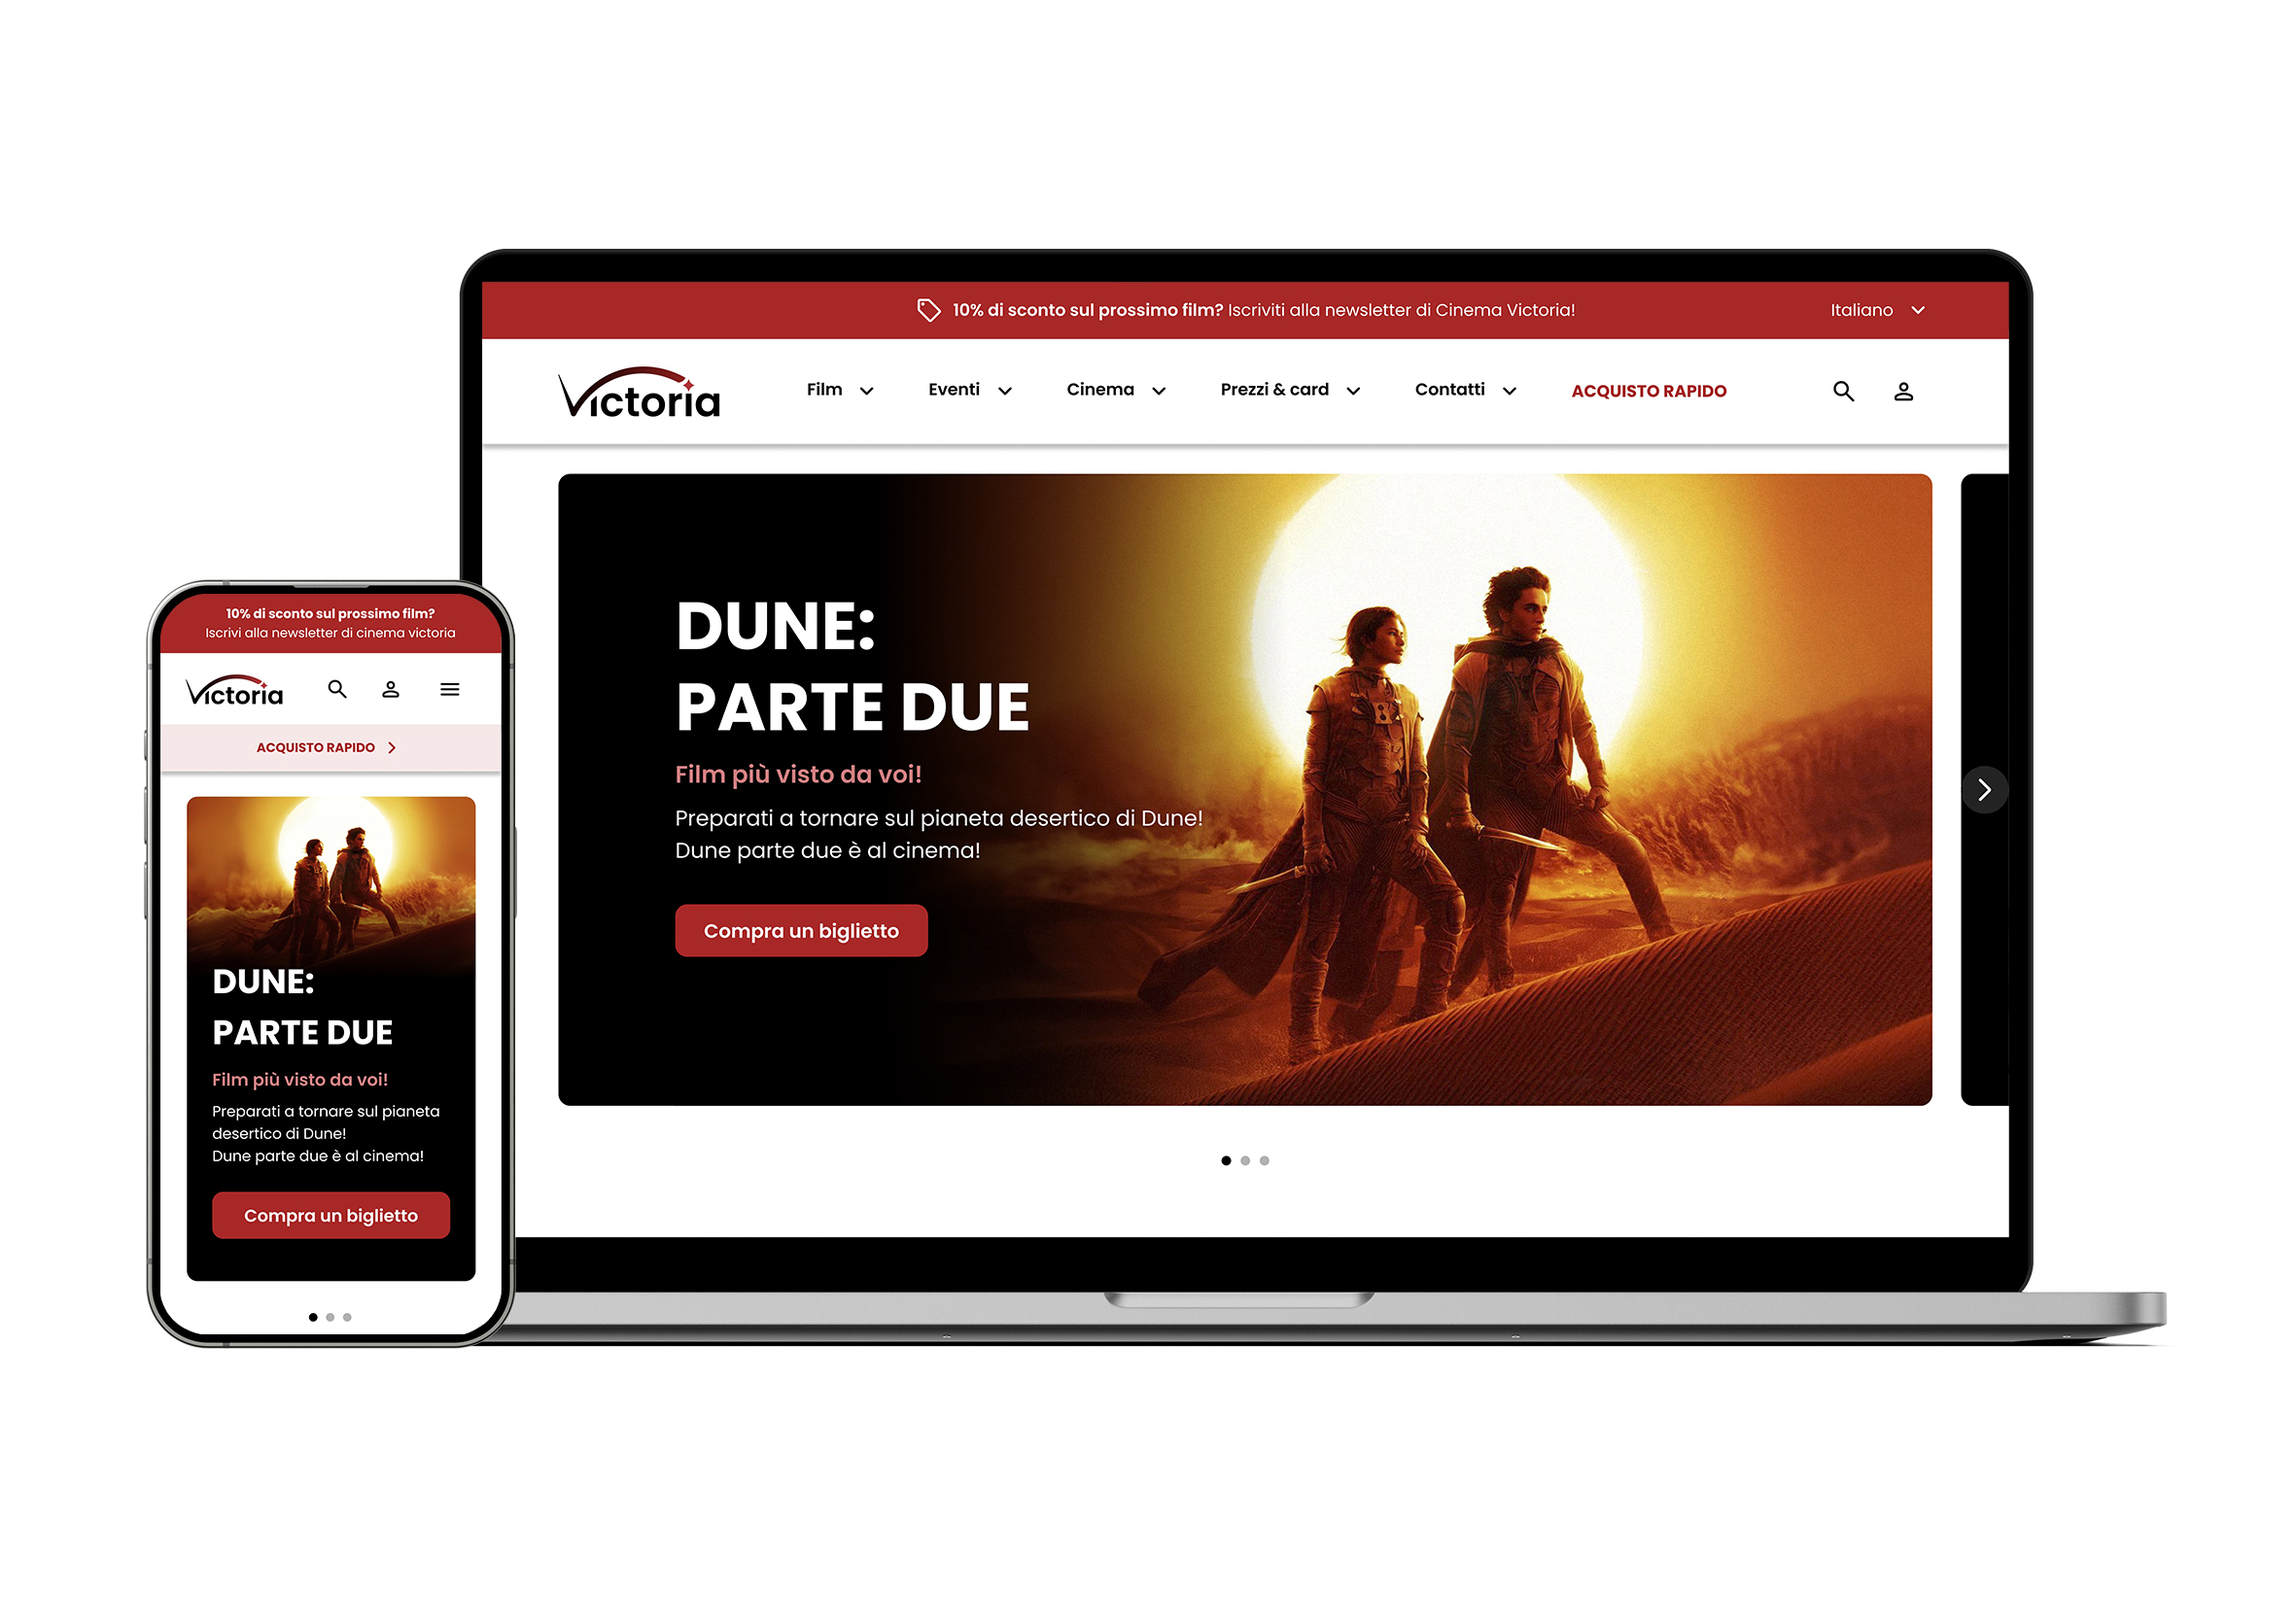 10% di sconto sul prossimo film? Iscriviti alla newsletter di Cinema Victoria!
Italiano
Victoria
Film
Eventi
Cinema
Prezzi & card
Contatti
ACQUISTO RAPIDO
DUNE:
PARTE DUE
Film più visto da voi!
Preparati a tornare sul pianeta desertico di Dune!
Dune parte due è al cinema!
Compra un biglietto
10% di sconto sul prossimo film?
Iscrivi alla newsletter di cinema victoria
Victoria
ACQUISTO RAPIDO
DUNE:
PARTE DUE
Film più visto da voi!
Preparati a tornare sul pianeta
desertico di Dune!
Dune parte due è al cinema!
Compra un biglietto